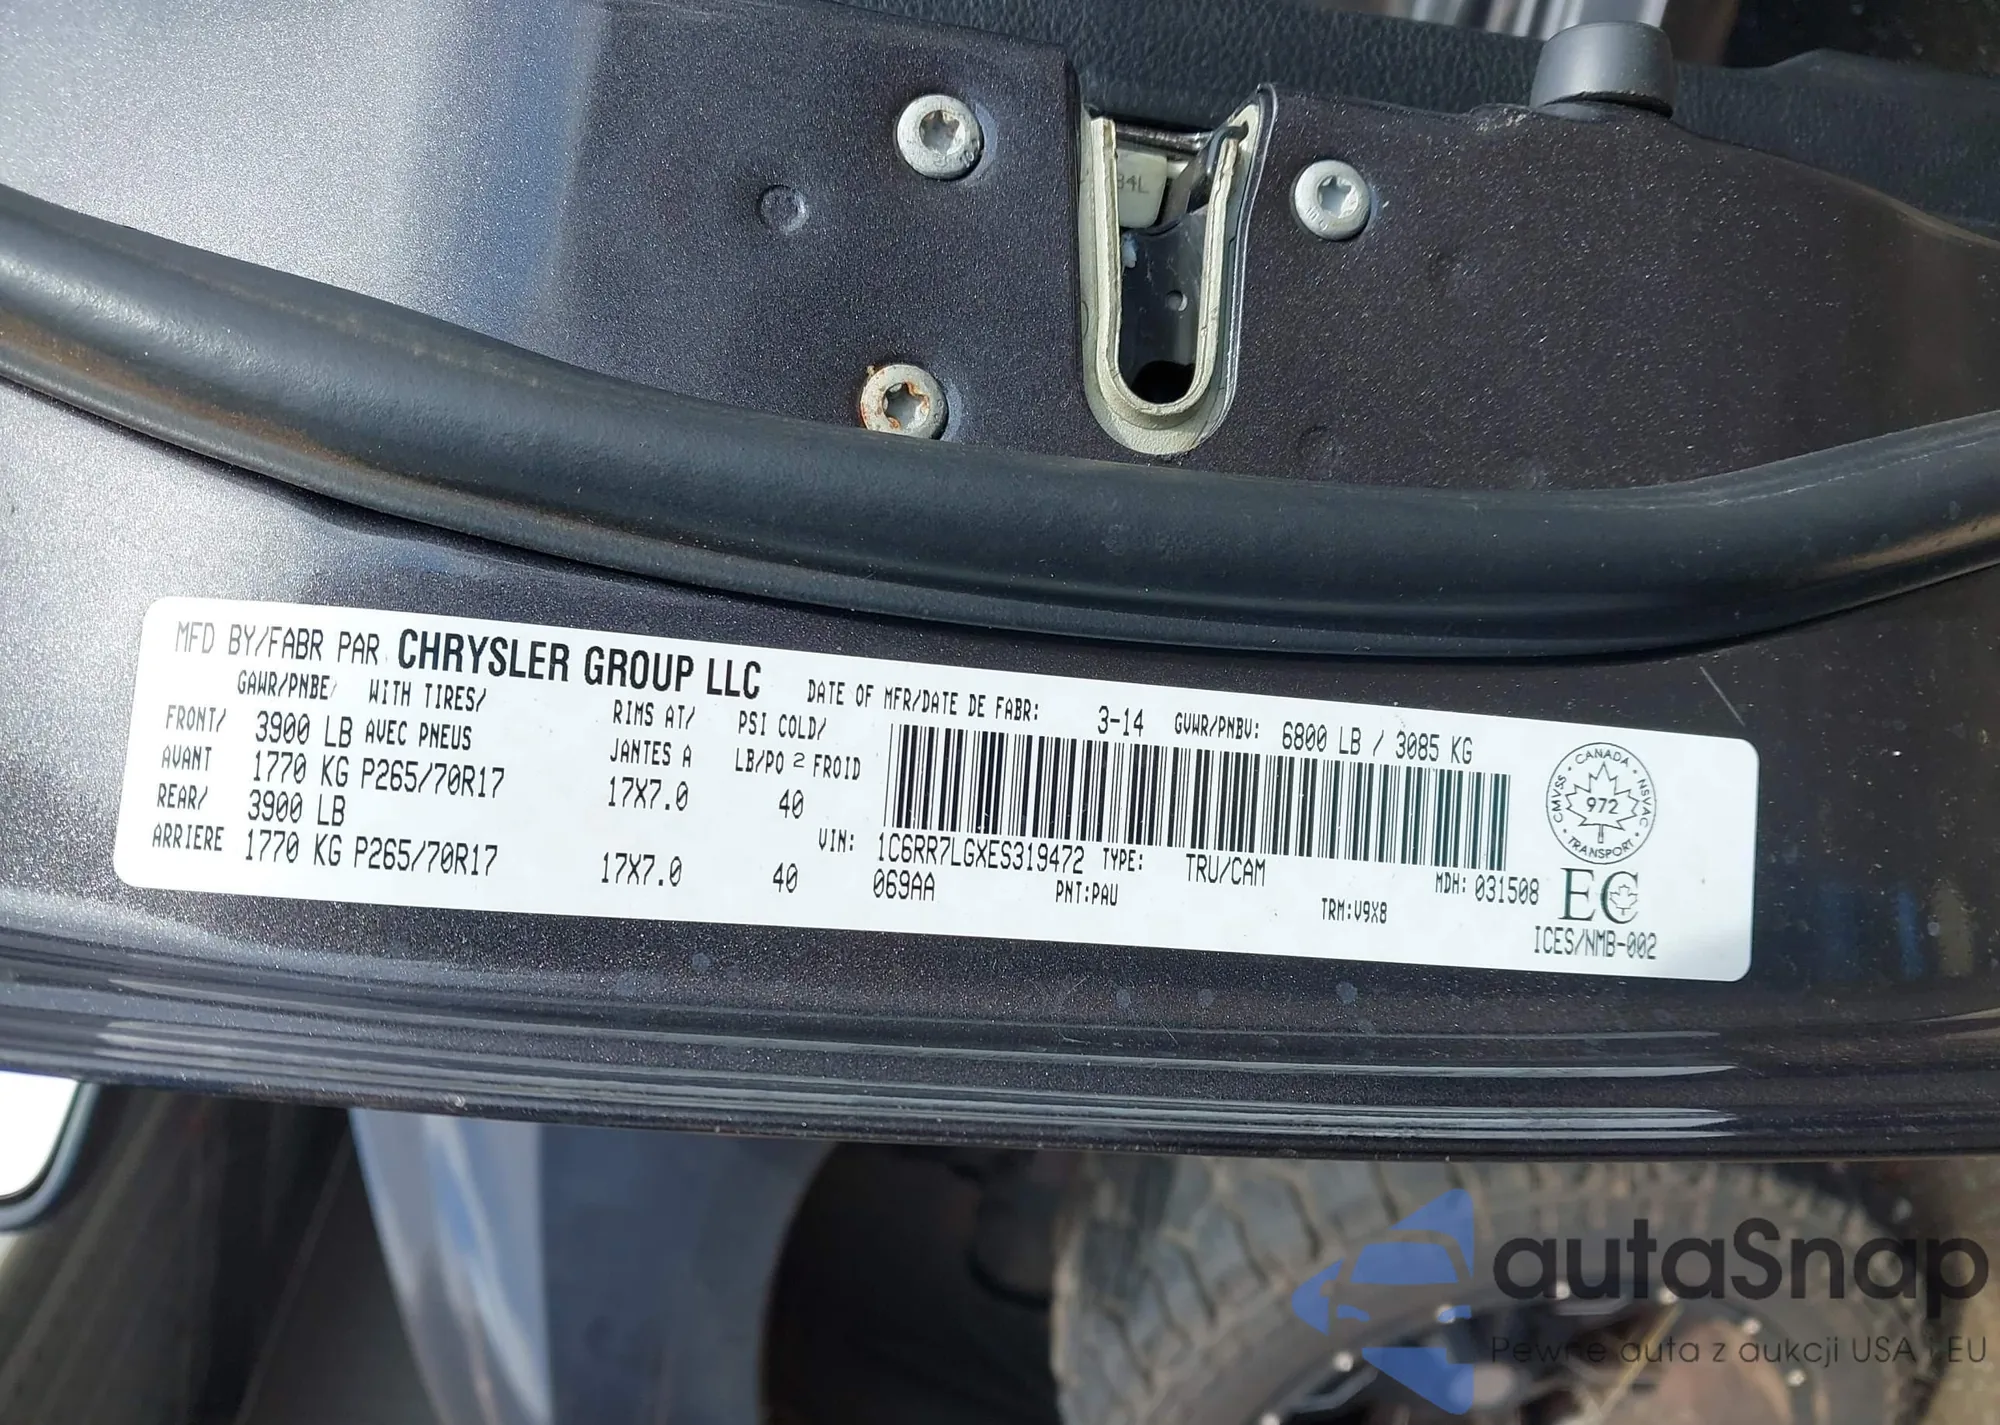 34L
MFD BY/FABR PAR CHRYSLER GROUP LLC
DATE OF MFR/DATE DE FABR: 3-14 GVWR/PNBV: 6800 LB / 3085 KG
GAWR/PNBE/ WITH TIRES/ RIMS AT/ PSI COLD/
FRONT/ 3900 LB AVEC PNEUS JANTES A LB/PO 2 FROID
AVANT 1770 KG P265/70R17 17X7.0 40
REAR/ 3900 LB
ARRIERE 1770 KG P265/70R17 17X7.0 40
VIN: 1C6RR7LGXES319472 TYPE: TRU/CAM MDH: 031508
069AA PNT:PAU TRM:V9X8
CANADA
CMVSS 972 NSVAC
TRANSPORT
EC
ICES/NMB-002
autaSnap
Pewne auta z aukcji USA i EU